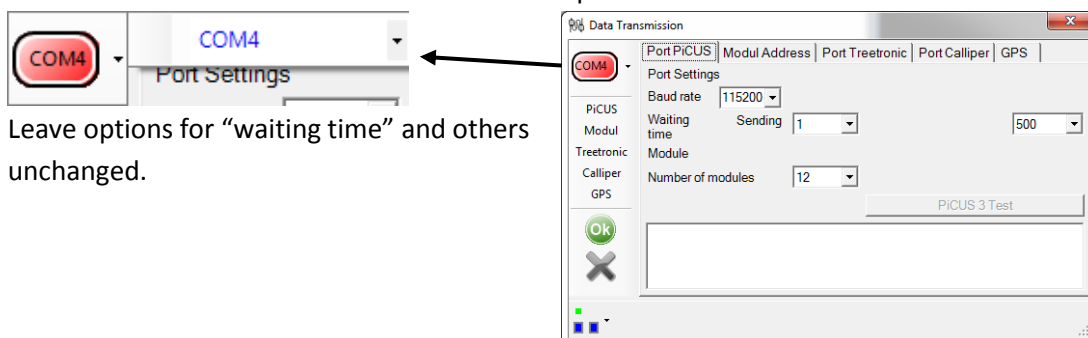 COM4
COM4
Port Settings
Leave options for “waiting time” and others
unchanged.
Data Transmission
COM4
Port PiCUS Modul Address Port Treetronic Port Calliper GPS
Port Settings
Baud rate 115200
Waiting time Sending 1 500
Module
Number of modules 12
PiCUS 3 Test
PiCUS
Modul
Treetronic
Calliper
GPS
Ok